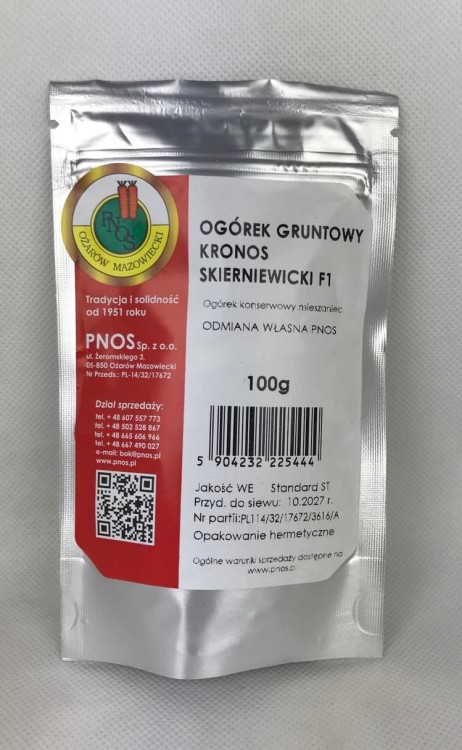 PNOS
OŻARÓW MAZOWIECKI
Tradycja i solidność
od 1951 roku
PNOS Sp. z o.o.
ul. Żeromskiego 3,
05-850 Ożarów Mazowiecki
Nr Przeds.: PL-14/32/17672
Dział sprzedaży:
tel. + 48 607 557 773
tel. + 48 502 528 867
tel. + 48 665 606 966
tel. + 48 667 490 027
e-mail: bok@pnos.pl
www.pnos.pl
OGÓREK GRUNTOWY
KRONOS
SKIERNIEWICKI F1
Ogórek konserwowy mieszaniec
ODMIANA WŁASNA PNOS
100g
5 904232 225444
Jakość WE Standard ST
Przyd. do siewu: 10.2027 r.
Nr partii:PL114/32/17672/3616/A
Opakowanie hermetyczne
Ogólne warunki sprzedaży dostępne na
www.pnos.pl